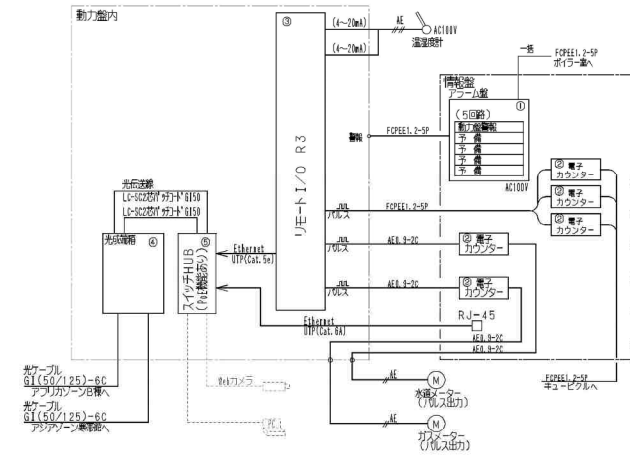 動力盤内
③
(4～20mA)
(4～20mA)
AE
AC100V
温湿度計
リモートI/O R3
一括
FCPEE1.2-5P
ボイラー室へ
情報盤
アラーム盤
①
(5回路)
動力盤警報
予 備
予 備
予 備
予 備
AC100V
警報
FCPEE1.2-5P
② 電子
カウンター
② 電子
カウンター
② 電子
カウンター
パルス
FCPEE1.2-5P
パルス
AE0.9-2C
② 電子
カウンター
パルス
AE0.9-2C
② 電子
カウンター
RJ-45
AE0.9-2C
AE0.9-2C
光伝送線
LC-SC2芯パッチコードGI50
LC-SC2芯パッチコードGI50
光成端箱
④
⑤
スイッチHUB
(PoE機能あり)
Ethernet
UTP(Cat.5e)
Ethernet
UTP(Cat.6A)
Webカメラ
PC
光ケーブル
GI(50/125)-6C
アフリカゾーンB棟へ
光ケーブル
GI(50/125)-6C
AE
M
水道メーター
(パルス出力)
AE
M
ガスメーター
(パルス出力)
FCPEE1.2-5P
キュービクルへ